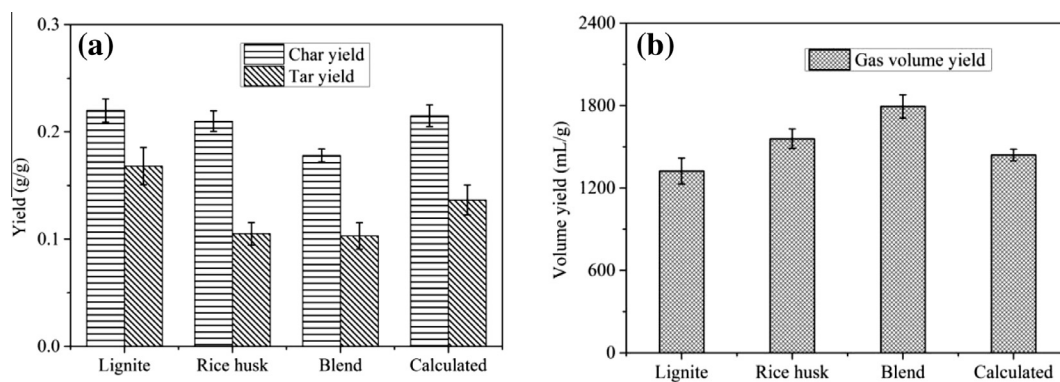 (a)
Char yield
Tar yield
Yield (g/g)
0.3
0.2
0.1
0.0
Lignite Rice husk Blend Calculated
(b)
Gas volume yield
Volume yield (mL/g)
2400
1800
1200
600
0
Lignite Rice husk Blend Calculated